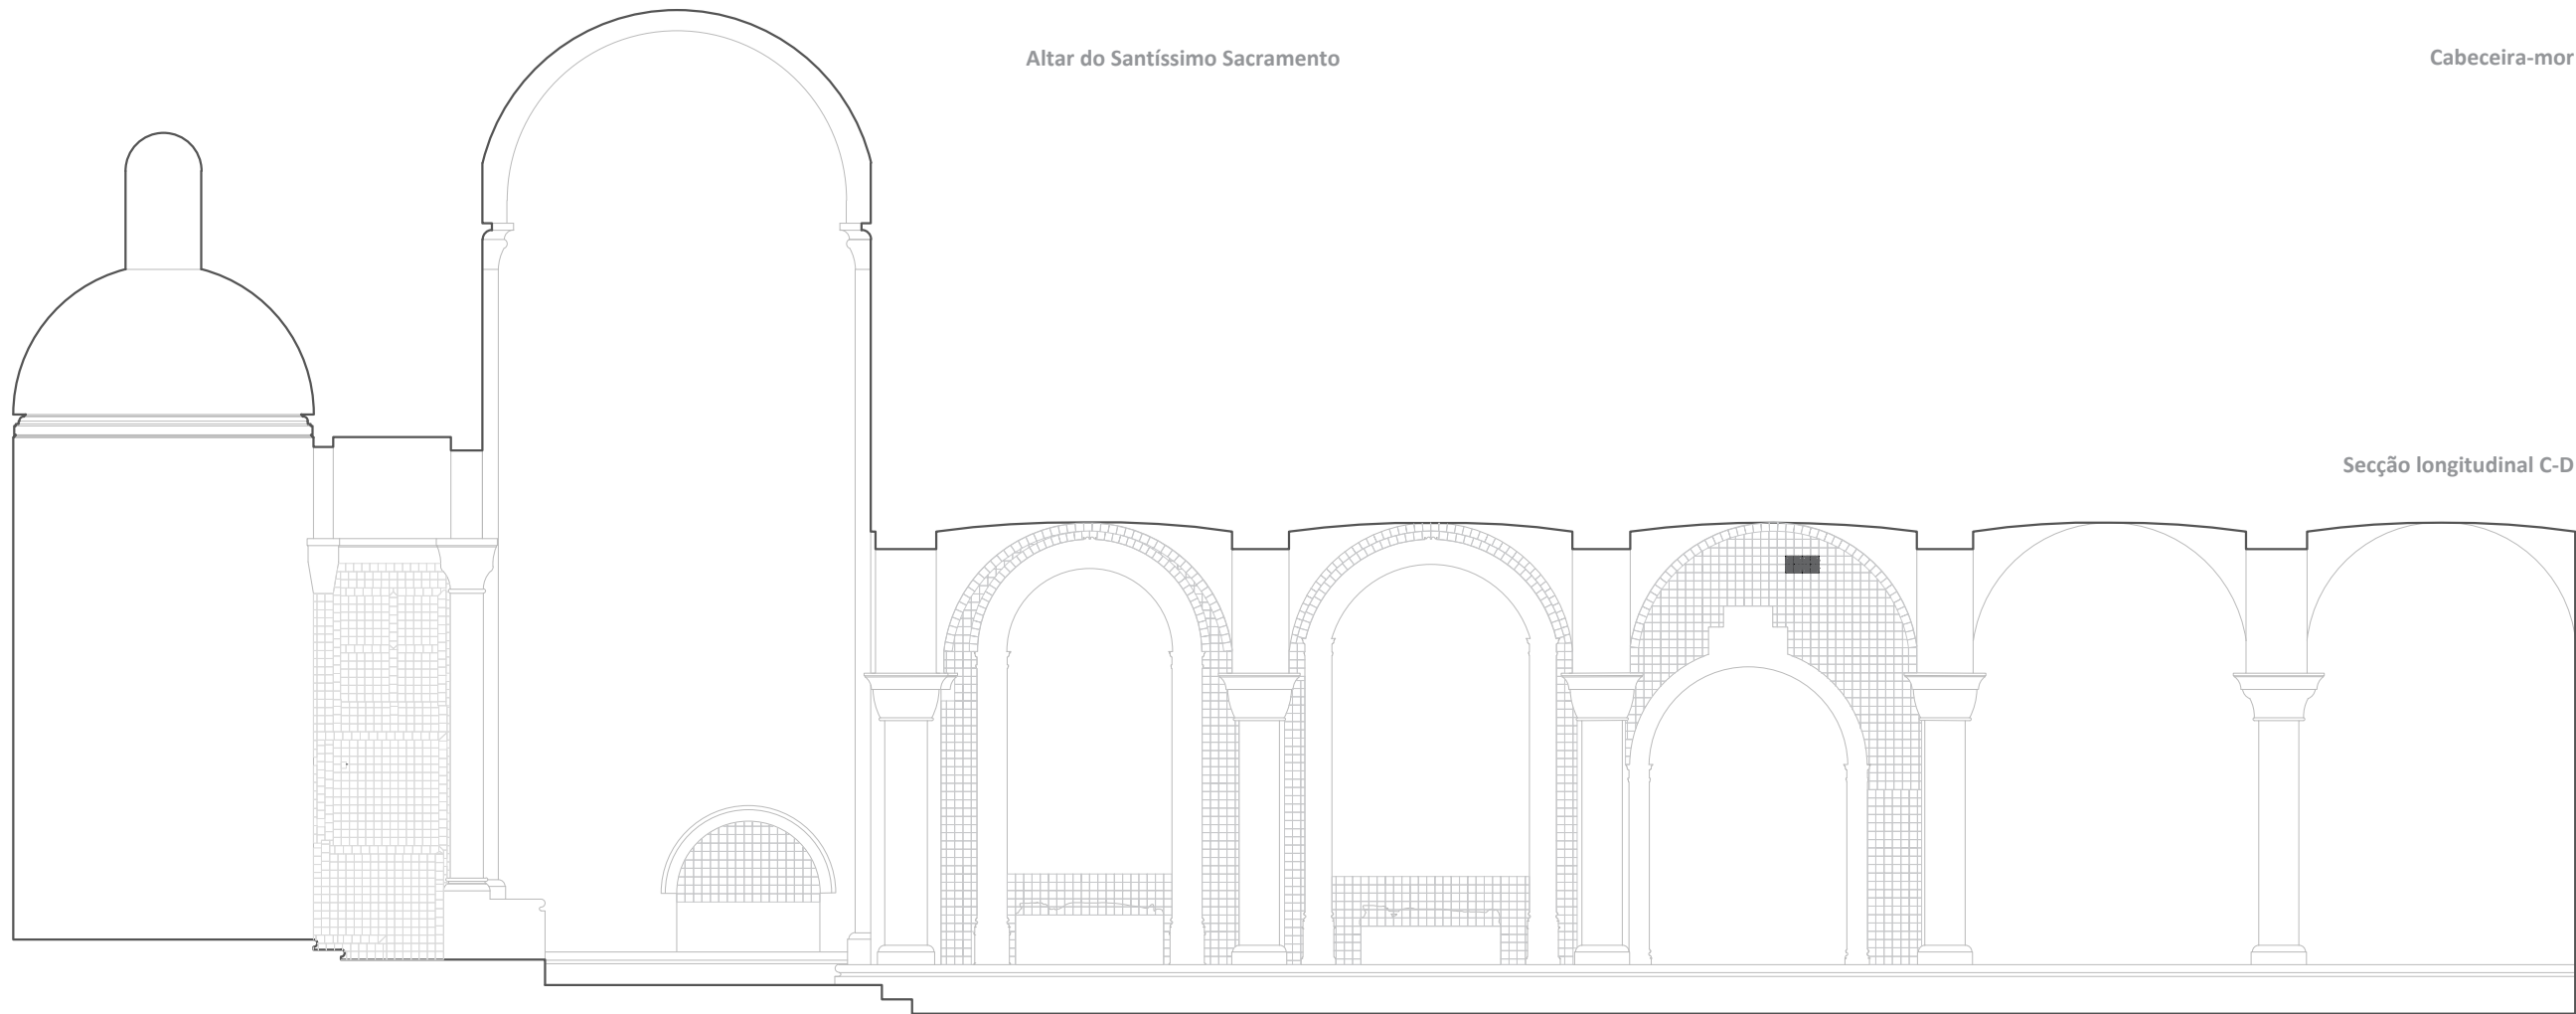 Altar do Santíssimo Sacramento
Cabeceira-mor
Secção longitudinal C-D